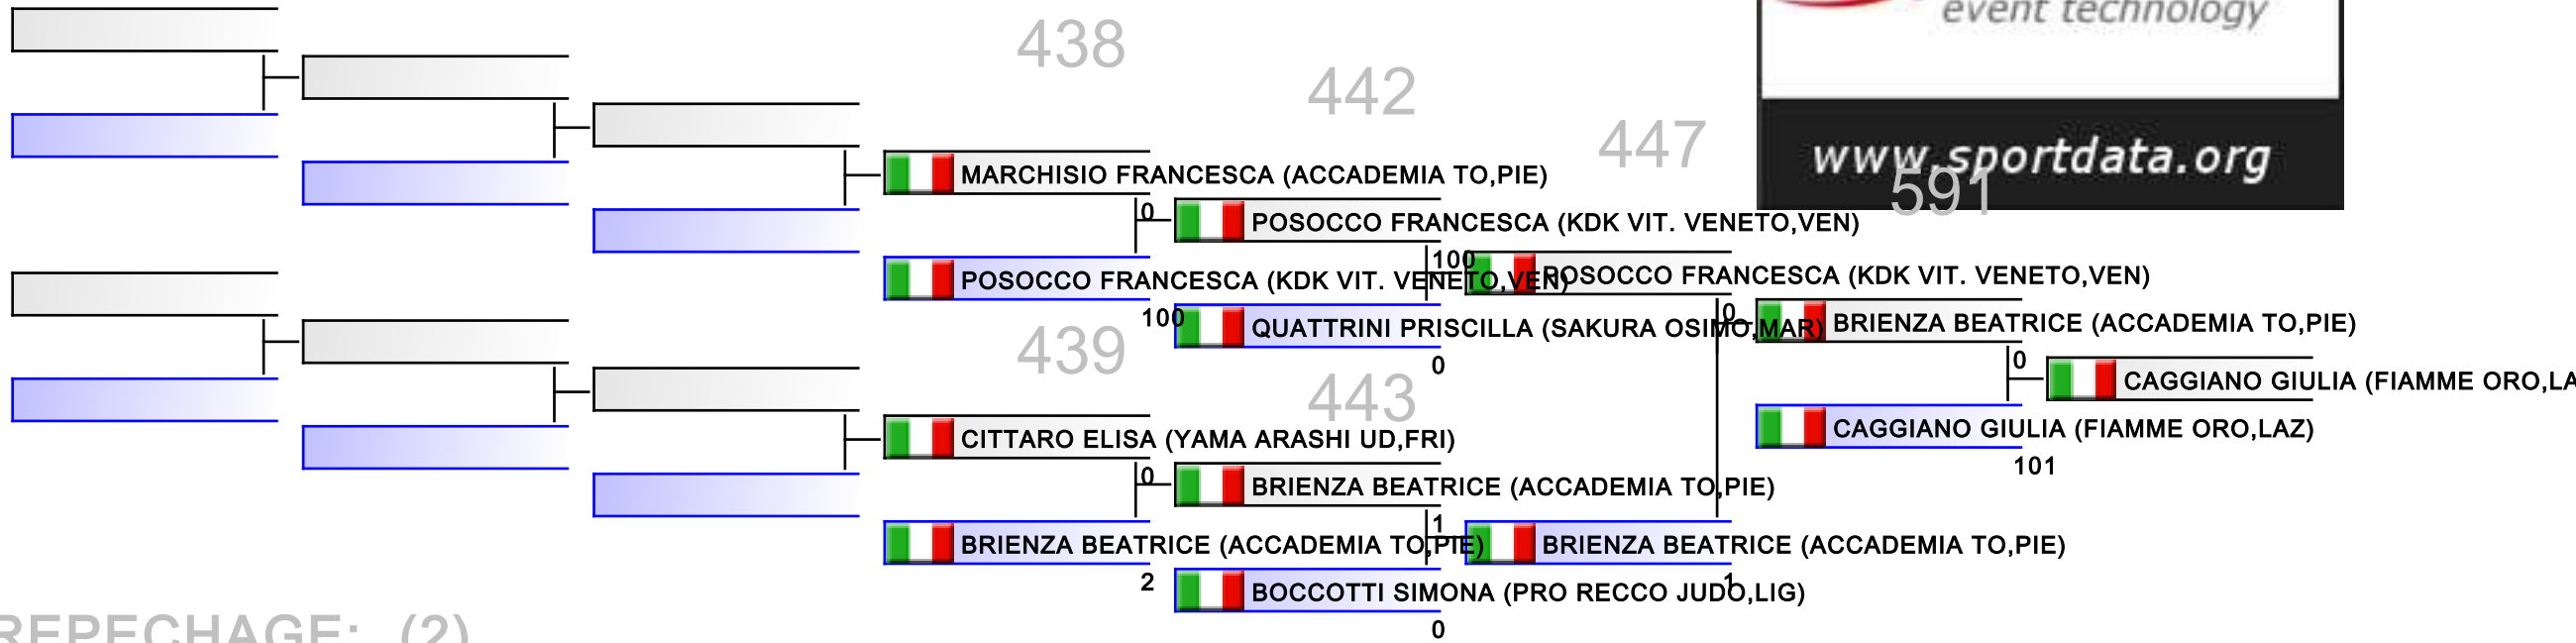 event technology
438
442
447
www.sportdata.org
591
MARCHISIO FRANCESCA (ACCADEMIA TO,PIE)
0
POSOCCO FRANCESCA (KDK VIT. VENETO,VEN)
100
POSOCCO FRANCESCA (KDK VIT. VENETO,VEN)
POSOCCO FRANCESCA (KDK VIT. VENETO,VEN)
100
0
QUATTRINI PRISCILLA (SAKURA OSIMO,MAR)
BRIENZA BEATRICE (ACCADEMIA TO,PIE)
439
0
0
443
CAGGIANO GIULIA (FIAMME ORO,LA
CITTARO ELISA (YAMA ARASHI UD,FRI)
CAGGIANO GIULIA (FIAMME ORO,LAZ)
0
101
BRIENZA BEATRICE (ACCADEMIA TO,PIE)
1
BRIENZA BEATRICE (ACCADEMIA TO,PIE)
BRIENZA BEATRICE (ACCADEMIA TO,PIE)
2
1
BOCCOTTI SIMONA (PRO RECCO JUDO,LIG)
0
REPECHAGE: (2)